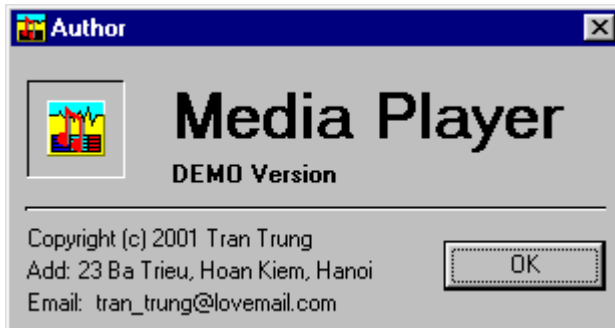 Author
Media Player
DEMO Version
Copyright (c) 2001 Tran Trung
Add: 23 Ba Trieu, Hoan Kiem, Hanoi
Email: tran_trung@lovemail.com
OK